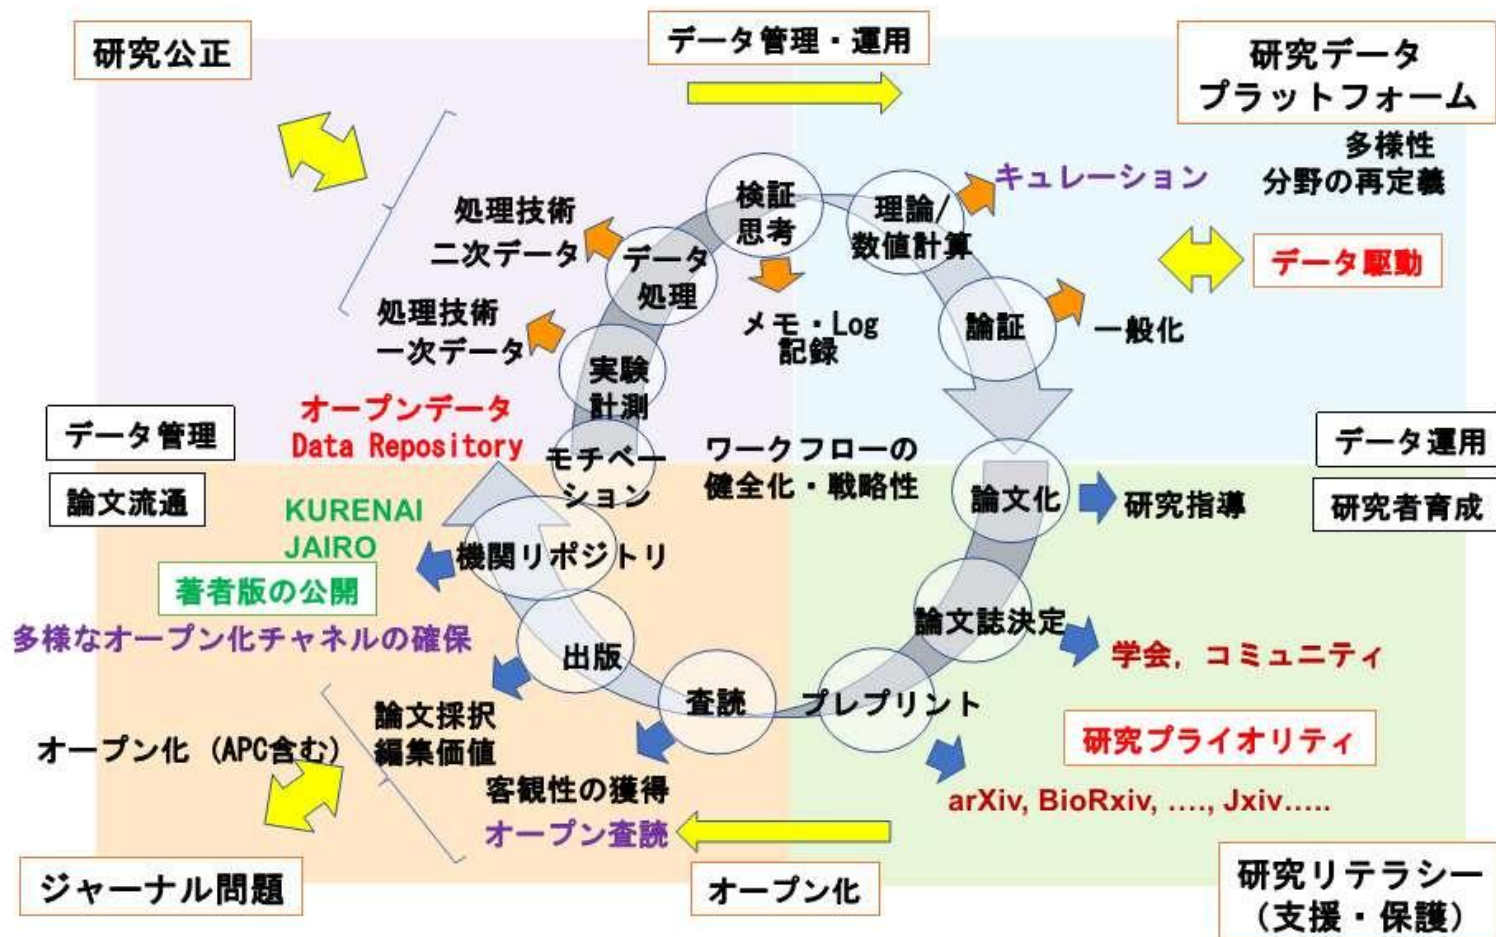 研究公正
データ管理・運用
研究データ
プラットフォーム
多様性
分野の再定義
キュレーション
データ駆動
検証
思考
理論/
数値計算
処理技術
二次データ
データ
処理
メモ・Log
記録
論証
一般化
処理技術
一次データ
実験
計測
オープンデータ
Data Repository
モチベー
ション
ワークフローの
健全化・戦略性
データ管理
論文流通
データ運用
研究者育成
論文化
研究指導
KURENAI
JAIRO
機関リポジトリ
著者版の公開
多様なオープン化チャネルの確保
出版
論文誌決定
学会, コミュニティ
査読
プレプリント
論文採択
編集価値
オープン化 (APC含む)
研究プライオリティ
arXiv, BioRxiv, …., Jxiv…..
客観性の獲得
オープン査読
ジャーナル問題
オープン化
研究リテラシー
（支援・保護）